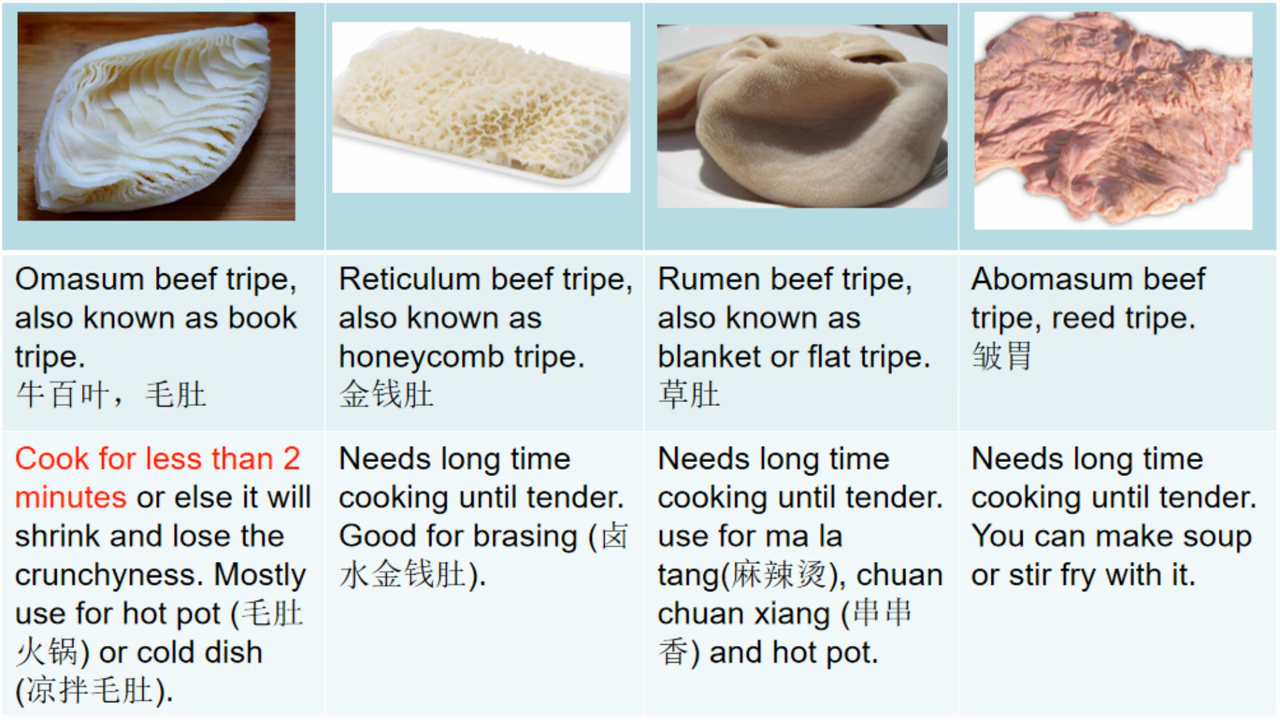 Omasum beef tripe,
also known as book
tripe.
牛百叶，毛肚
Reticulum beef tripe,
also known as
honeycomb tripe.
金钱肚
Rumen beef tripe,
also known as
blanket or flat tripe.
草肚
Abomasum beef
tripe, reed tripe.
皱胃
Cook for less than 2
minutes or else it will
shrink and lose the
crunchyness. Mostly
use for hot pot (毛肚
火锅) or cold dish
(凉拌毛肚).
Needs long time
cooking until tender.
Good for brasing (卤
水金钱肚).
Needs long time
cooking until tender.
use for ma la
tang(麻辣烫), chuan
chuan xiang (串串
香) and hot pot.
Needs long time
cooking until tender.
You can make soup
or stir fry with it.